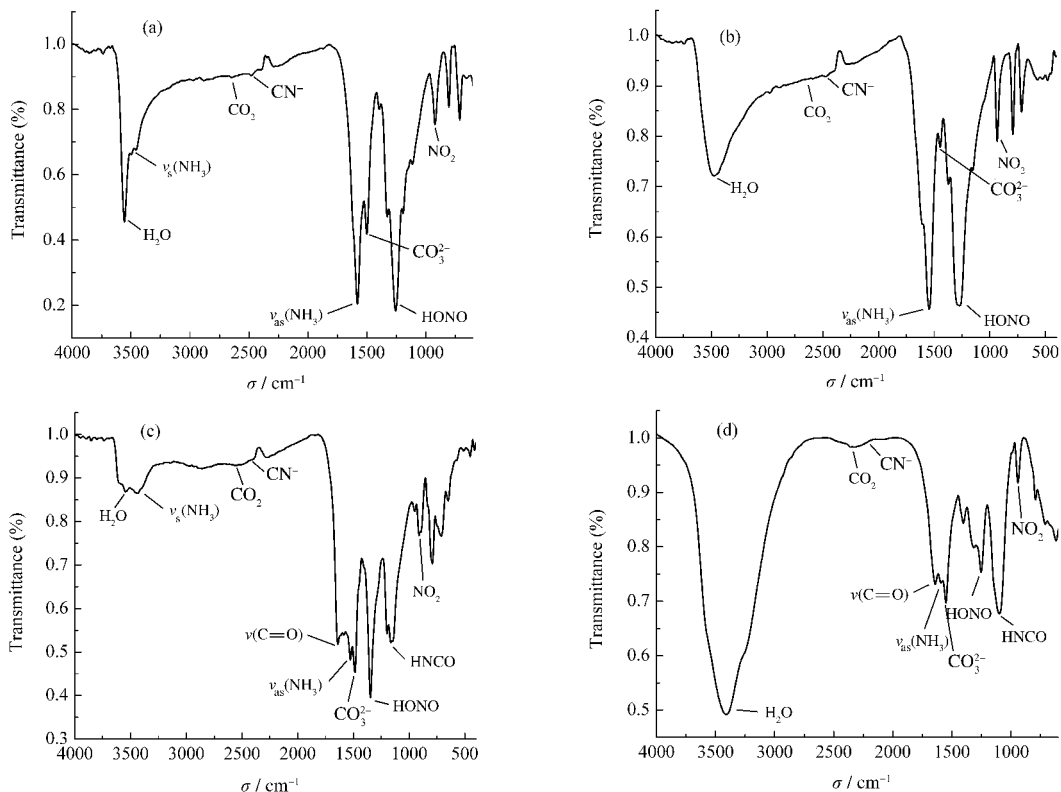 (a)
Transmittance (%)
1.0
0.8
0.6
0.4
0.2
CO₂
CN⁻
NO₂
νs(NH₃)
H₂O
CO₃²⁻
νas(NH₃)
HONO
4000 3500 3000 2500 2000 1500 1000
σ / cm⁻¹
(b)
Transmittance (%)
1.0
0.9
0.8
0.7
0.6
0.5
0.4
CO₂
CN⁻
NO₂
CO₃²⁻
H₂O
νas(NH₃)
HONO
4000 3500 3000 2500 2000 1500 1000 500
σ / cm⁻¹
(c)
Transmittance (%)
1.0
0.9
0.8
0.7
0.6
0.5
0.4
0.3
H₂O
νs(NH₃)
CO₂
CN⁻
NO₂
ν(C=O)
HNCO
νas(NH₃)
CO₃²⁻
HONO
4000 3500 3000 2500 2000 1500 1000 500
σ / cm⁻¹
(d)
Transmittance (%)
1.0
0.9
0.8
0.7
0.6
0.5
CO₂
CN⁻
NO₂
ν(C=O)
HONO
νas(NH₃)
HNCO
CO₃²⁻
H₂O
4000 3500 3000 2500 2000 1500 1000
σ / cm⁻¹